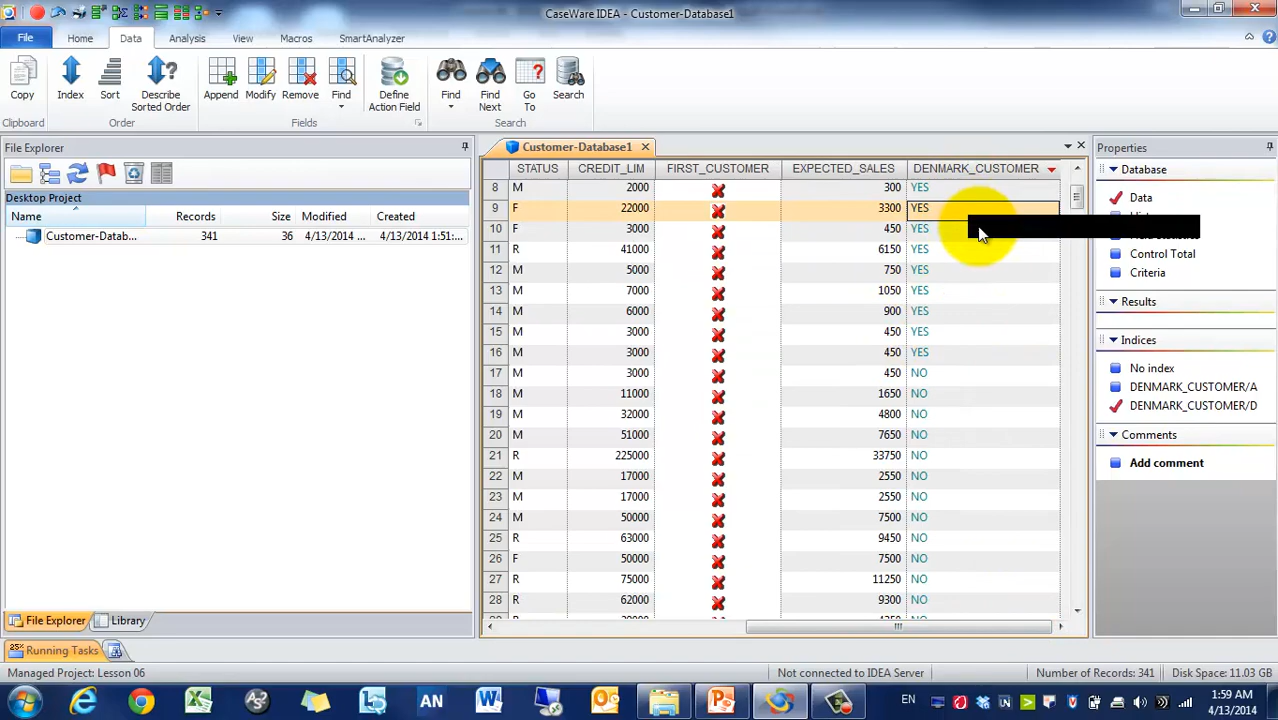 CaseWare IDEA - Customer-Database1
File Home Data Analysis View Macros SmartAnalyzer
Copy Index Sort Describe Sorted Order Append Modify Remove Find Define Action Field Find Find Next Go To Search
Clipboard Order Fields Search
File Explorer
Desktop Project
Name Records Size Modified Created
Customer-Datab... 341 36 4/13/2014 ... 4/13/2014 1:51:...
File Explorer Library
Customer-Database1
STATUS CREDIT_LIM FIRST_CUSTOMER EXPECTED_SALES DENMARK_CUSTOMER
8 M 2000 300 YES
9 F 22000 3300 YES
10 F 3000 450 YES
11 R 41000 6150 YES
12 M 5000 750 YES
13 M 7000 1050 YES
14 M 6000 900 YES
15 M 3000 450 YES
16 M 3000 450 YES
17 M 3000 450 NO
18 M 11000 1650 NO
19 M 32000 4800 NO
20 M 51000 7650 NO
21 R 225000 33750 NO
22 M 17000 2550 NO
23 M 17000 2550 NO
24 M 50000 7500 NO
25 R 63000 9450 NO
26 F 50000 7500 NO
27 R 75000 11250 NO
28 R 62000 9300 NO
Properties
Database
Data
Control Total
Criteria
Results
Indices
No index
DENMARK_CUSTOMER/A
DENMARK_CUSTOMER/D
Comments
Add comment
Running Tasks
Managed Project: Lesson 06 Not connected to IDEA Server Number of Records: 341 Disk Space: 11.03 GB
AN EN 1:59 AM
4/13/2014